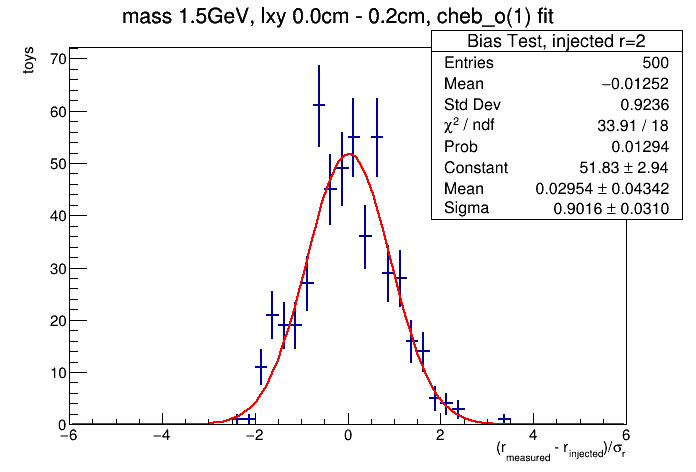 mass 1.5GeV, lxy 0.0cm - 0.2cm, cheb_o(1) fit
toys
Bias Test, injected r=2
Entries 500
Mean −0.01252
Std Dev 0.9236
χ² / ndf 33.91 / 18
Prob 0.01294
Constant 51.83 ± 2.94
Mean 0.02954 ± 0.04342
Sigma 0.9016 ± 0.0310
70
60
50
40
30
20
10
0
−6 −4 −2 0 2 4 6
(r_measured - r_injected)/σ_r